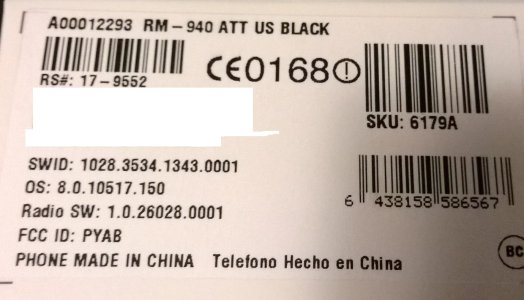 A00012293 RM-940 ATT US BLACK
RS#: 17-9552
CE0168
SKU: 6179A
SWID: 1028.3534.1343.0001
OS: 8.0.10517.150
Radio SW: 1.0.26028.0001
6 438158 586567
FCC ID: PYAB
PHONE MADE IN CHINA Telefono Hecho en China
BC